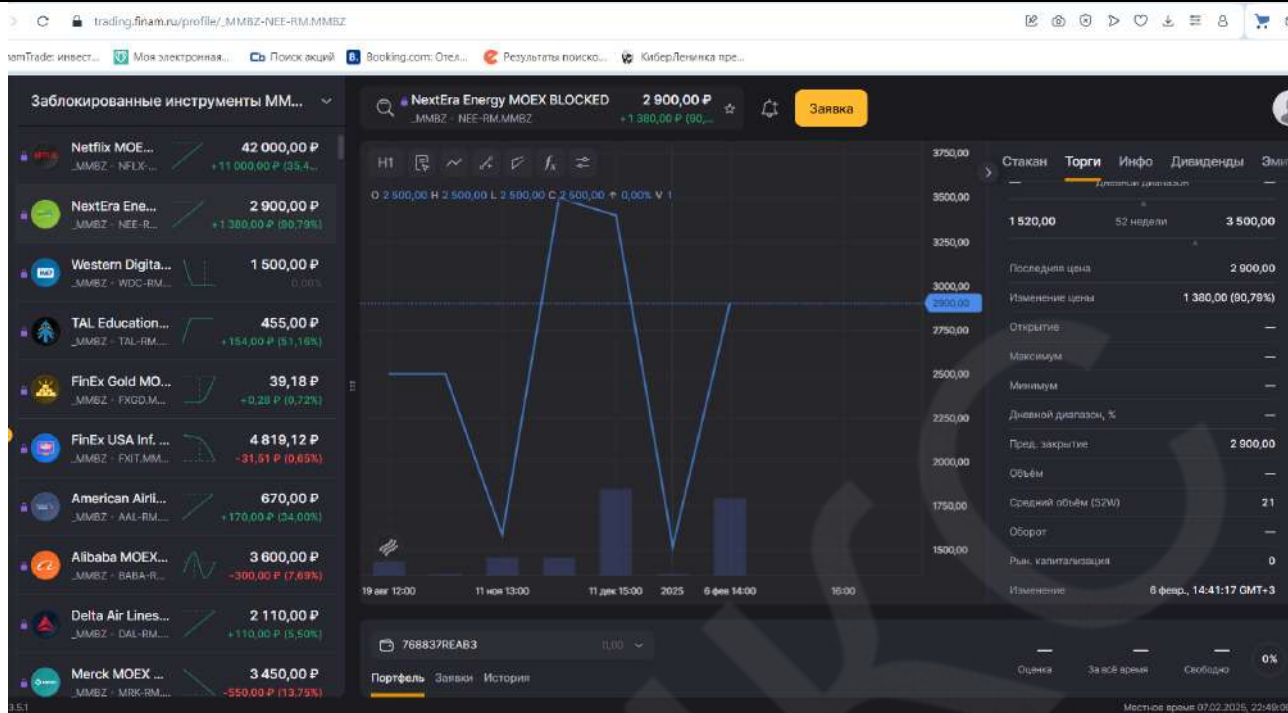 trading.finam.ru/profile/_MMBZ-NEE-RM.MMBZ
amTrade: инвест... Моя электронная... Сь Поиск акций B. Booking.com: Отел... Результаты поиско... КиберЛенинка пре...
Заблокированные инструменты ММ...
Netflix MOE... 42 000,00 ₽
_MMBZ · NFLX-... +11 000,00 ₽ (35,4...
NextEra Ene... 2 900,00 ₽
_MMBZ · NEE-R... +1 380,00 ₽ (90,79%)
Western Digita... 1 500,00 ₽
_MMBZ · WDC-RM... 0,00%
TAL Education... 455,00 ₽
_MMBZ · TAL-RM.... +154,00 ₽ (51,16%)
FinEx Gold MO... 39,18 ₽
_MMBZ · FXGD.M... +0,28 ₽ (0,72%)
FinEx USA Inf. ... 4 819,12 ₽
_MMBZ · FXIT.MM... -31,51 ₽ (0,65%)
American Airli... 670,00 ₽
_MMBZ · AAL-RM.... +170,00 ₽ (34,00%)
Alibaba MOEX... 3 600,00 ₽
_MMBZ · BABA-R... -300,00 ₽ (7,69%)
Delta Air Lines... 2 110,00 ₽
_MMBZ · DAL-RM.... +110,00 ₽ (5,50%)
Merck MOEX ... 3 450,00 ₽
_MMBZ · MRK-RM.... -550,00 ₽ (13,75%)
3.5.1
NextEra Energy MOEX BLOCKED 2 900,00 ₽
_MMBZ · NEE-RM.MMBZ +1 380,00 ₽ (90,...
Заявка
H1
O 2 500,00 H 2 500,00 L 2 500,00 C 2 500,00 0,00% V 1
3750,00
3500,00
3250,00
3000,00
2900,00
2750,00
2500,00
2250,00
2000,00
1750,00
1500,00
19 авг 12:00 11 ноя 13:00 11 дек 15:00 2025 6 фев 14:00 16:00
768837REAB3 0,00
Портфель Заявки История
Стакан Торги Инфо Дивиденды Эми
Дневной диапазон
1 520,00 52 недели 3 500,00
Последняя цена 2 900,00
Изменение цены 1 380,00 (90,79%)
Открытие —
Максимум —
Минимум —
Дневной диапазон, % —
Пред. закрытие 2 900,00
Объём —
Средний объём (52W) 21
Оборот —
Рын. капитализация 0
Изменение 6 февр., 14:41:17 GMT+3
— — — 0%
Оценка За всё время Свободно
Местное время 07.02.2025, 22:49:0